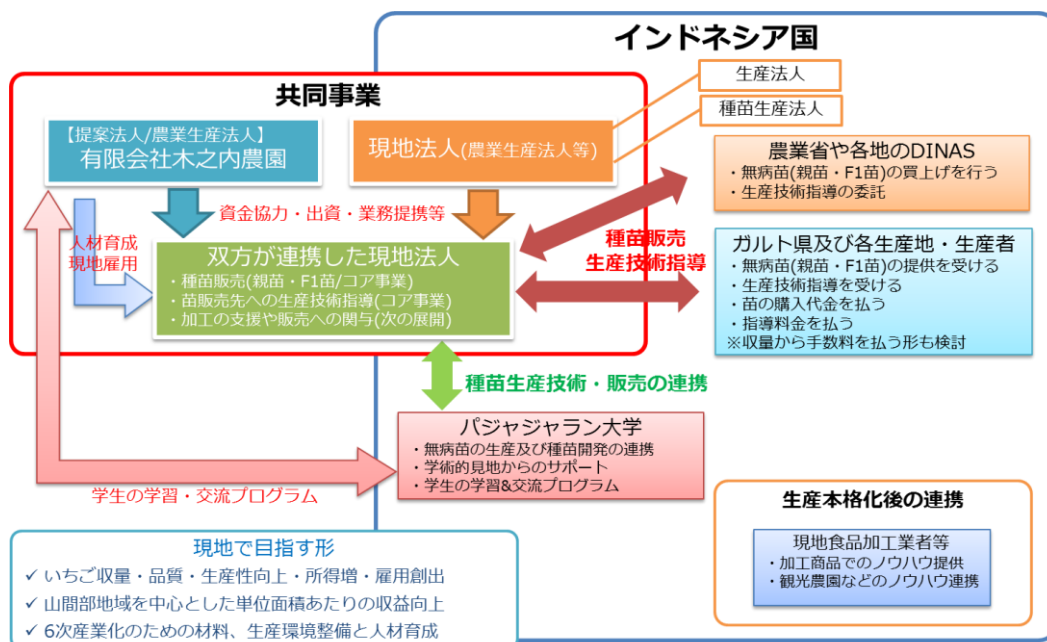 インドネシア国
生産法人
種苗生産法人
共同事業
【提案法人/農業生産法人】
有限会社木之内農園
現地法人(農業生産法人等)
資金協力・出資・業務提携等
人材育成
現地雇用
双方が連携した現地法人
・種苗販売(親苗・F1苗/コア事業)
・苗販売先への生産技術指導(コア事業)
・加工の支援や販売への関与(次の展開)
種苗販売
生産技術指導
農業省や各地のDINAS
・無病苗(親苗・F1苗)の買上げを行う
・生産技術指導の委託
ガルト県及び各生産地・生産者
・無病苗(親苗・F1苗)の提供を受ける
・生産技術指導を受ける
・苗の購入代金を払う
・指導料金を払う
※収量から手数料を払う形も検討
種苗生産技術・販売の連携
パジャジャラン大学
・無病苗の生産及び種苗開発の連携
・学術的見地からのサポート
・学生の学習&交流プログラム
学生の学習・交流プログラム
生産本格化後の連携
現地食品加工業者等
・加工商品でのノウハウ提供
・観光農園などのノウハウ連携
現地で目指す形
✓ いちご収量・品質・生産性向上・所得増・雇用創出
✓ 山間部地域を中心とした単位面積あたりの収益向上
✓ 6次産業化のための材料、生産環境整備と人材育成